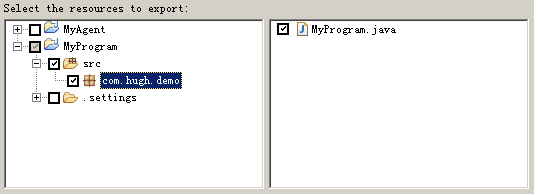 Select the resources to export:
MyAgent
MyProgram
src
com.hugh.demo
.settings
MyProgram.java